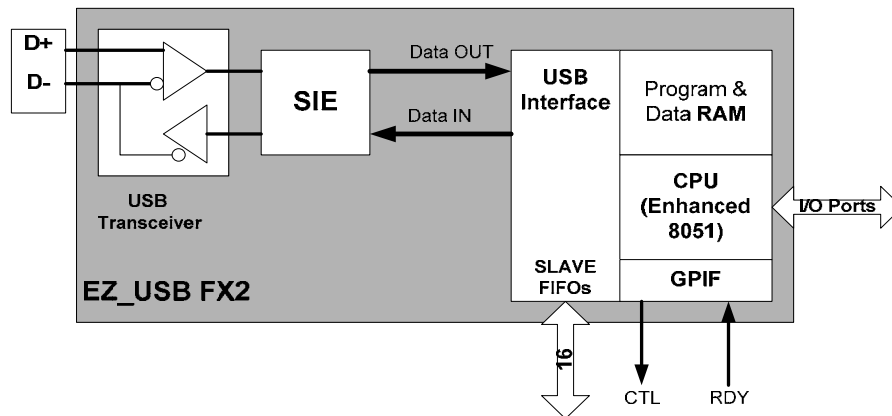 D+
D-
USB
Transceiver
EZ_USB FX2
SIE
Data OUT
Data IN
USB
Interface
SLAVE
FIFOs
Program &
Data RAM
CPU
(Enhanced
8051)
GPIF
I/O Ports
16
CTL
RDY